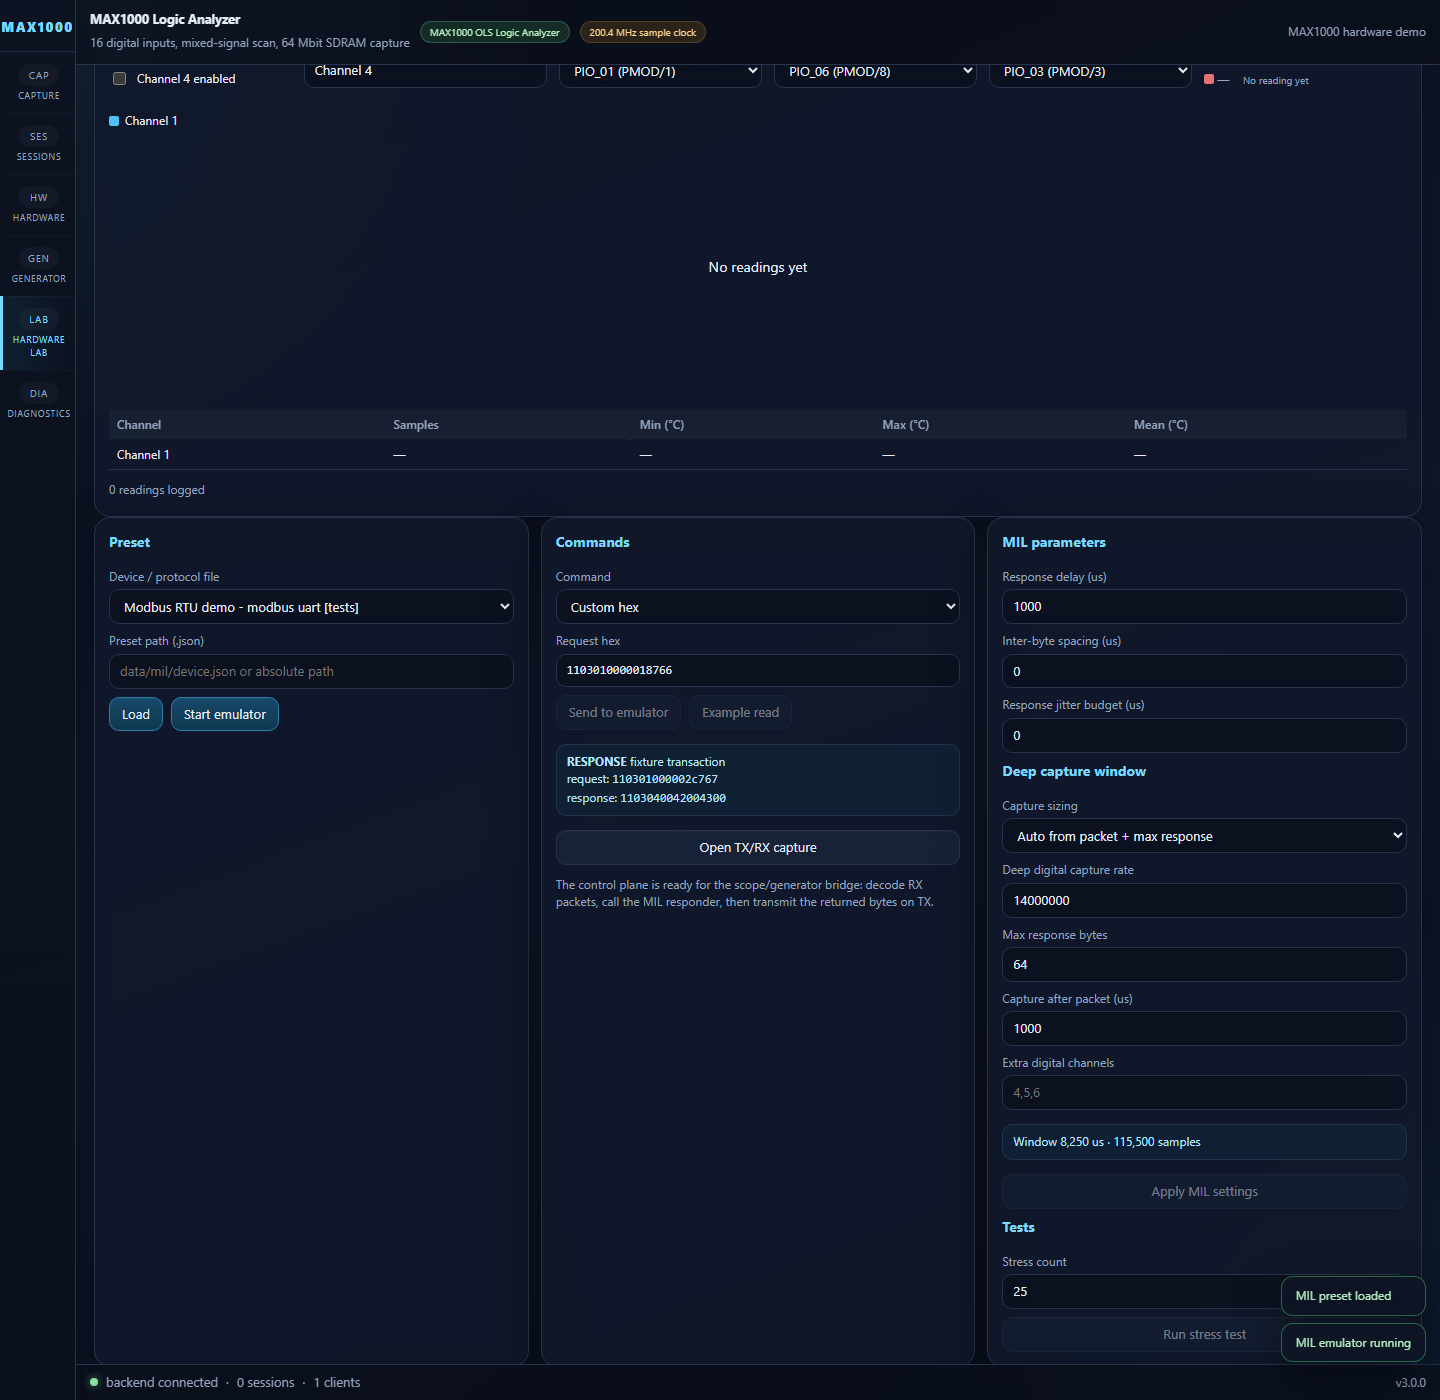 MAX1000
MAX1000 Logic Analyzer
16 digital inputs, mixed-signal scan, 64 Mbit SDRAM capture
MAX1000 OLS Logic Analyzer
200.4 MHz sample clock
MAX1000 hardware demo
CAP
CAPTURE
SES
SESSIONS
HW
HARDWARE
GEN
GENERATOR
LAB
HARDWARE
LAB
DIA
DIAGNOSTICS
Channel 4 enabled
Channel 4
PIO_01 (PMOD/1)
PIO_06 (PMOD/8)
PIO_03 (PMOD/3)
— No reading yet
Channel 1
No readings yet
Channel Samples Min (°C) Max (°C) Mean (°C)
Channel 1 — — — —
0 readings logged
Preset
Device / protocol file
Modbus RTU demo - modbus uart [tests]
Preset path (.json)
data/mil/device.json or absolute path
Load
Start emulator
Commands
Command
Custom hex
Request hex
1103010000018766
Send to emulator
Example read
RESPONSE fixture transaction
request: 110301000002c767
response: 1103040042004300
Open TX/RX capture
The control plane is ready for the scope/generator bridge: decode RX
packets, call the MIL responder, then transmit the returned bytes on TX.
MIL parameters
Response delay (us)
1000
Inter-byte spacing (us)
0
Response jitter budget (us)
0
Deep capture window
Capture sizing
Auto from packet + max response
Deep digital capture rate
14000000
Max response bytes
64
Capture after packet (us)
1000
Extra digital channels
4,5,6
Window 8,250 us · 115,500 samples
Apply MIL settings
Tests
Stress count
25
Run stress test
MIL preset loaded
MIL emulator running
backend connected · 0 sessions · 1 clients
v3.0.0